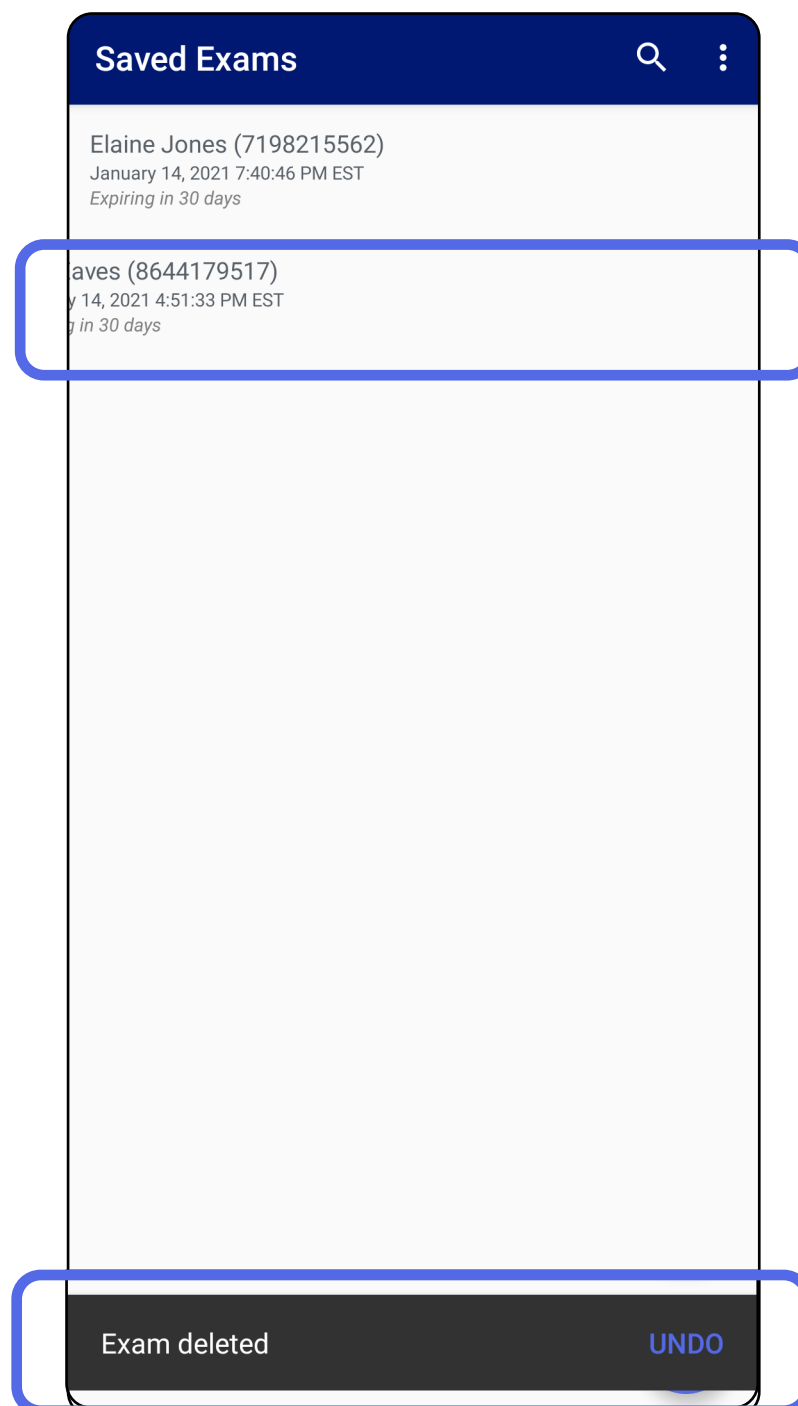 Saved Exams
Elaine Jones (7198215562)
January 14, 2021 7:40:46 PM EST
Expiring in 30 days
aves (8644179517)
y 14, 2021 4:51:33 PM EST
g in 30 days
Exam deleted UNDO